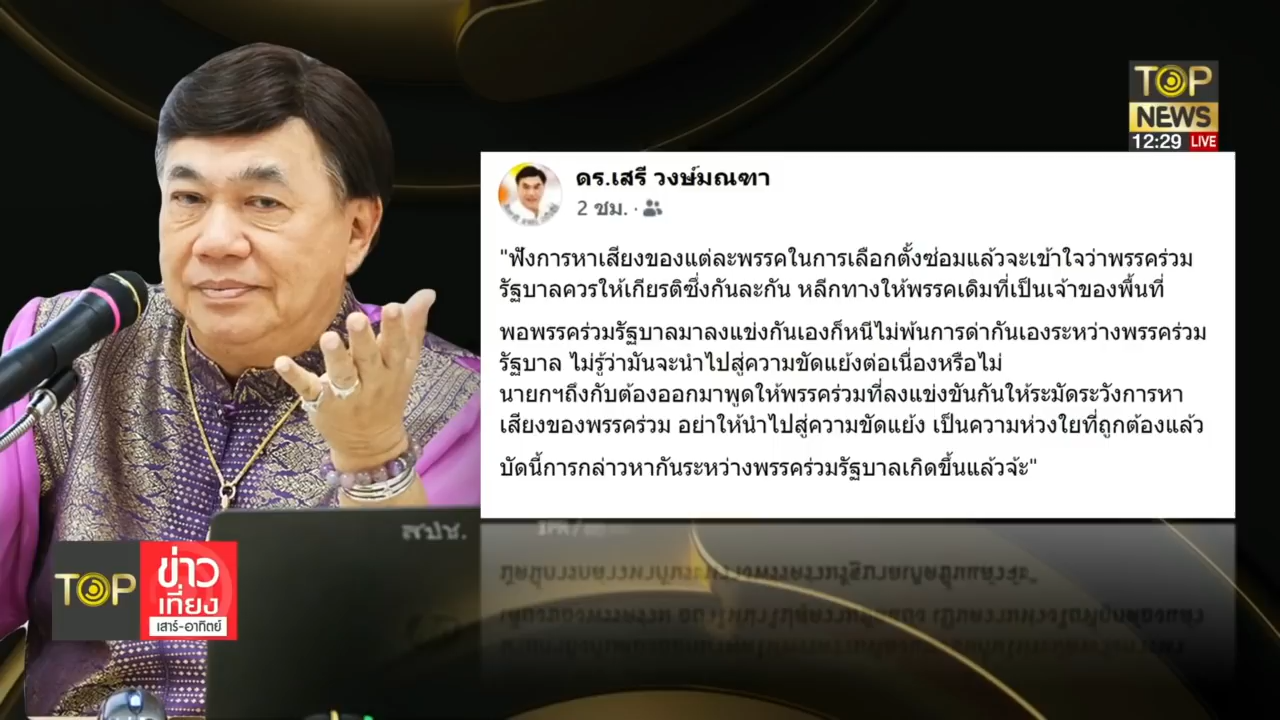 TOP
NEWS
12:29 LIVE
ดร.เสรี วงษ์มณฑา
2 ชม.
"ฟังการหาเสียงของแต่ละพรรคในการเลือกตั้งซ่อมแล้วจะเข้าใจว่าพรรคร่วม
รัฐบาลควรให้เกียรติซึ่งกันละกัน หลีกทางให้พรรคเดิมที่เป็นเจ้าของพื้นที่
พอพรรคร่วมรัฐบาลมาลงแข่งกันเองก็หนีไม่พ้นการด่ากันเองระหว่างพรรคร่วม
รัฐบาล ไม่รู้ว่ามันจะนำไปสู่ความขัดแย้งต่อเนื่องหรือไม่
นายกฯถึงกับต้องออกมาพูดให้พรรคร่วมที่ลงแข่งขันกันให้ระมัดระวังการหา
เสียงของพรรคร่วม อย่าให้นำไปสู่ความขัดแย้ง เป็นความห่วงใยที่ถูกต้องแล้ว
บัดนี้การกล่าวหากันระหว่างพรรคร่วมรัฐบาลเกิดขึ้นแล้วจ้ะ"
สปช.
TOP
ข่าว
เที่ยง
เสาร์-อาทิตย์